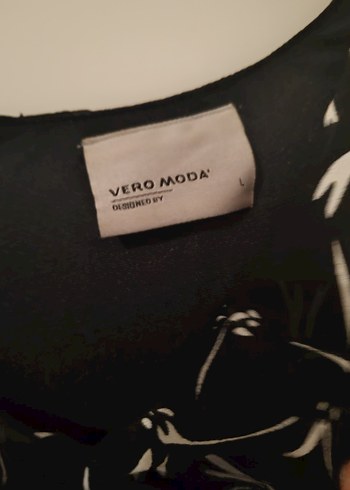 VERO MODA
DESIGNED BY
L